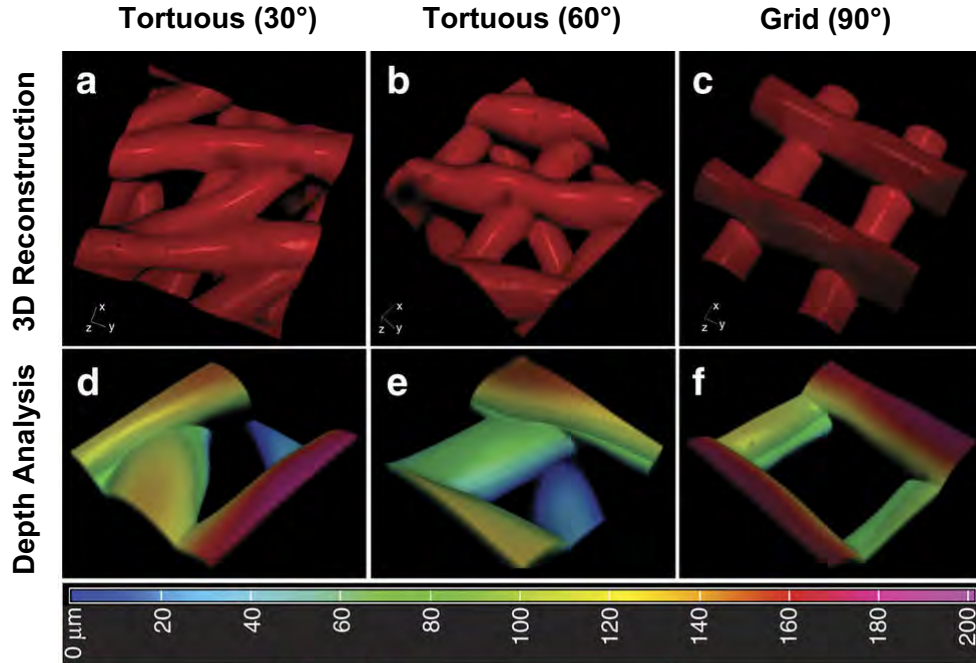 Tortuous (30°) Tortuous (60°) Grid (90°)
3D Reconstruction
a b c
x
z y
x
z y
x
z y
Depth Analysis
d e f
0 µm 20 40 60 80 100 120 140 160 180 200